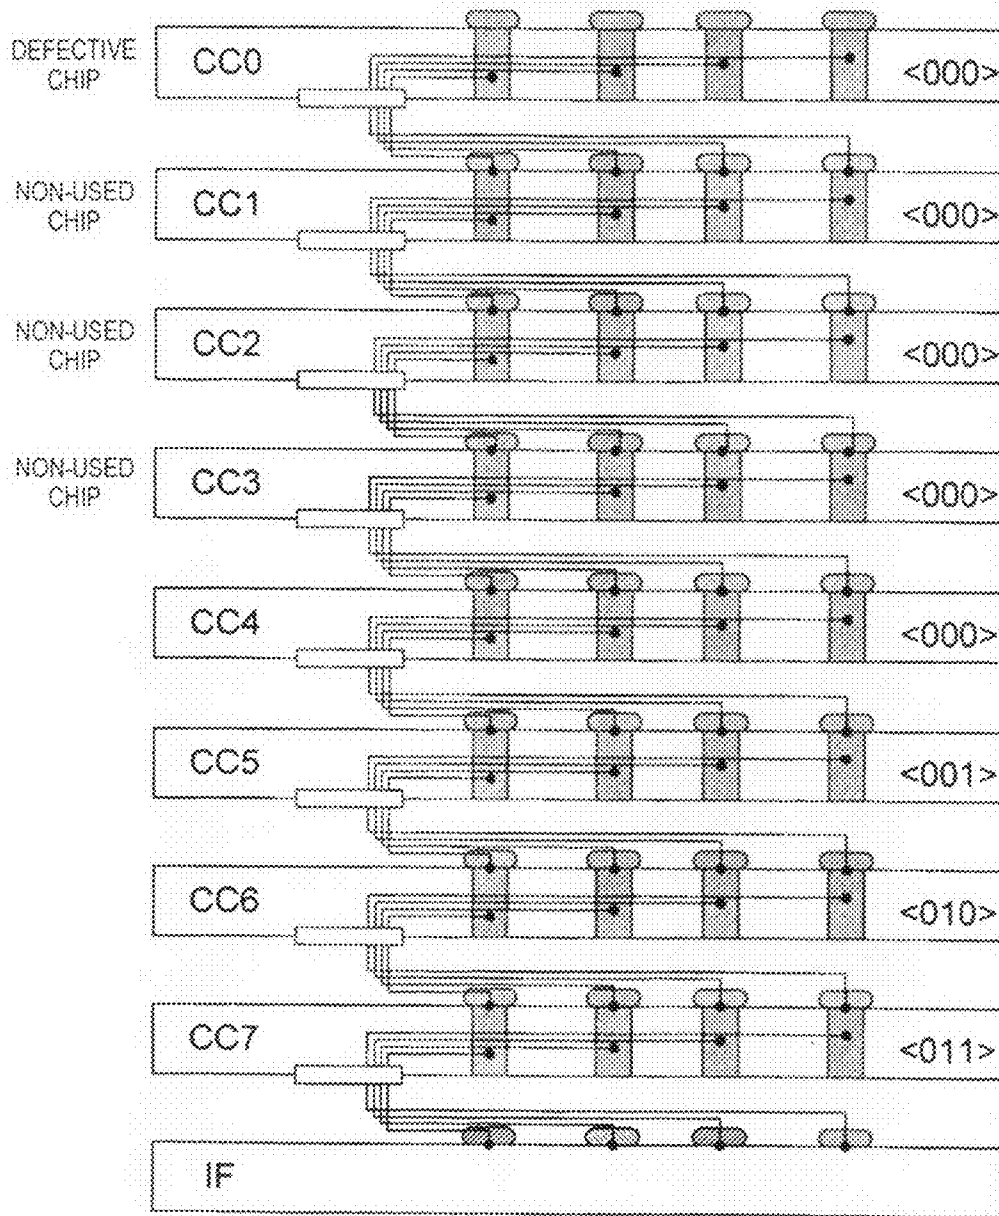 DEFECTIVE
CHIP
CC0
<000>
NON-USED
CHIP
CC1
<000>
NON-USED
CHIP
CC2
<000>
NON-USED
CHIP
CC3
<000>
CC4
<000>
CC5
<001>
CC6
<010>
CC7
<011>
IF